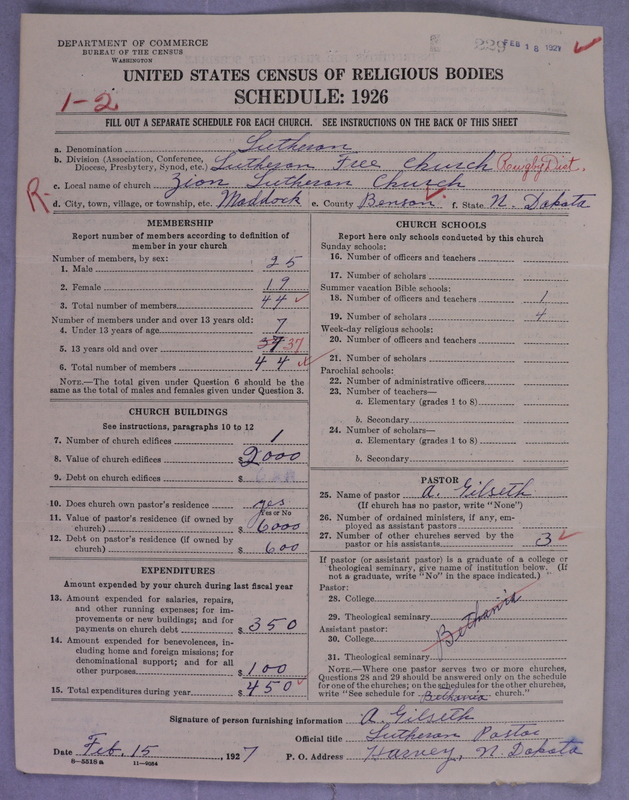 DEPARTMENT OF COMMERCE
BUREAU OF THE CENSUS
WASHINGTON
229 FEB 18 1927
UNITED STATES CENSUS OF RELIGIOUS BODIES
1-2
SCHEDULE: 1926
FILL OUT A SEPARATE SCHEDULE FOR EACH CHURCH. SEE INSTRUCTIONS ON THE BACK OF THIS SHEET
a. Denomination Lutheran
b. Division (Association, Conference, Diocese, Presbytery, Synod, etc.) Lutheran Free Church Rugby Dist.
R- c. Local name of church Zion Lutheran Church
d. City, town, village, or township, etc. Maddock e. County Benson f. State N. Dakota
MEMBERSHIP
Report number of members according to definition of
member in your church
Number of members, by sex:
1. Male 25
2. Female 19
3. Total number of members 44
Number of members under and over 13 years old:
4. Under 13 years of age 7
5. 13 years old and over 37 37
6. Total number of members 44
NOTE.—The total given under Question 6 should be the
same as the total of males and females given under Question 3.
CHURCH BUILDINGS
See instructions, paragraphs 10 to 12
7. Number of church edifices 1
8. Value of church edifices $ 2000
9. Debt on church edifices $
10. Does church own pastor's residence yes
Yes or No
11. Value of pastor's residence (if owned by
church) $ 6000
12. Debt on pastor's residence (if owned by
church) $ 600
EXPENDITURES
Amount expended by your church during last fiscal year
13. Amount expended for salaries, repairs,
and other running expenses; for im-
provements or new buildings; and for
payments on church debt $ 350
14. Amount expended for benevolences, in-
cluding home and foreign missions; for
denominational support; and for all
other purposes $ 100
15. Total expenditures during year $ 450
CHURCH SCHOOLS
Report here only schools conducted by this church
Sunday schools:
16. Number of officers and teachers
17. Number of scholars
Summer vacation Bible schools:
18. Number of officers and teachers 1
19. Number of scholars 4
Week-day religious schools:
20. Number of officers and teachers
21. Number of scholars
Parochial schools:
22. Number of administrative officers
23. Number of teachers—
a. Elementary (grades 1 to 8)
b. Secondary
24. Number of scholars—
a. Elementary (grades 1 to 8)
b. Secondary
PASTOR
25. Name of pastor A. Gilseth
(If church has no pastor, write "None")
26. Number of ordained ministers, if any, em-
ployed as assistant pastors
27. Number of other churches served by the
pastor or his assistants 3
If pastor (or assistant pastor) is a graduate of a college or
theological seminary, give name of institution below. (If
not a graduate, write "No" in the space indicated.)
Pastor:
28. College
29. Theological seminary
Assistant pastor:
30. College
Bethania
31. Theological seminary
NOTE.—Where one pastor serves two or more churches,
Questions 28 and 29 should be answered only on the schedule
for one of the churches; on the schedules for the other churches,
write "See schedule for Bethania church."
Signature of person furnishing information A Gilseth
Official title Lutheran Pastor
Date Feb. 15, 1927 P. O. Address Harvey, N. Dakota
8-5518a 11-9054